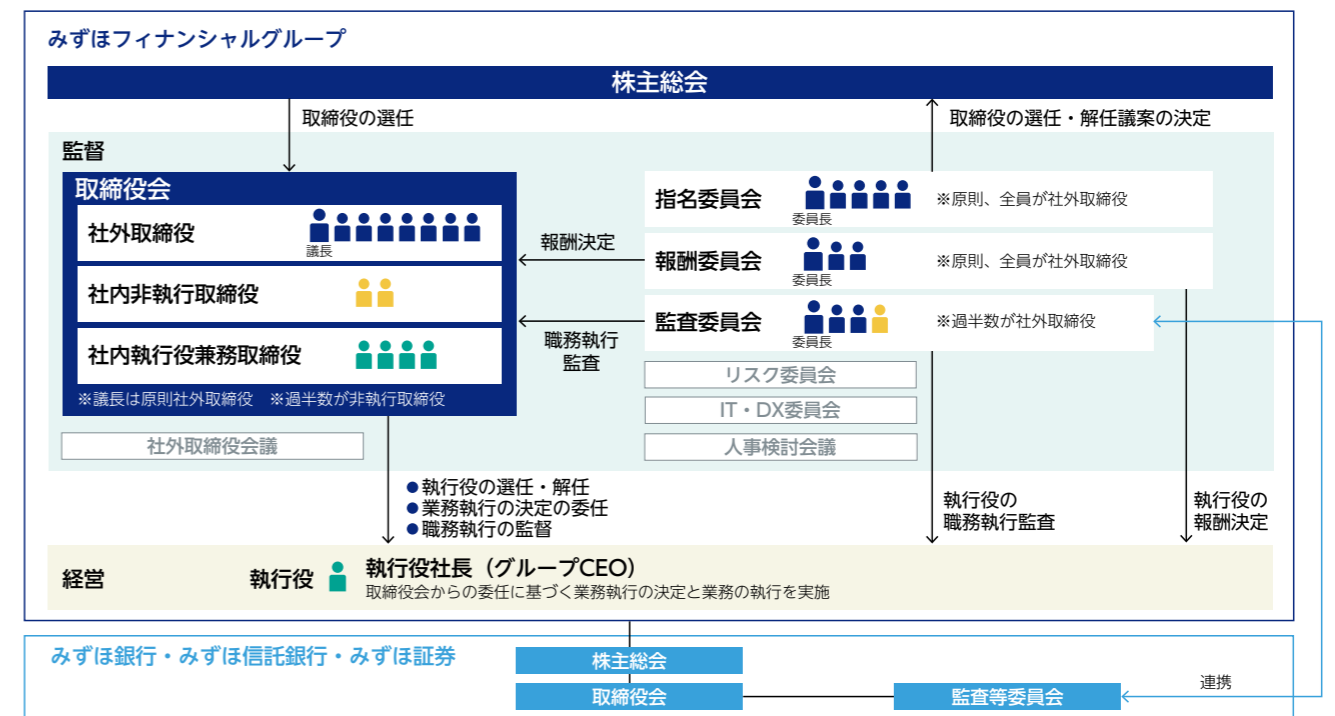 みずほフィナンシャルグループ
株主総会
取締役の選任
取締役の選任・解任議案の決定
監督
取締役会
社外取締役
議長
社内非執行取締役
社内執行役兼務取締役
※議長は原則社外取締役　※過半数が非執行取締役
社外取締役会議
報酬決定
職務執行
監査
指名委員会
委員長
※原則、全員が社外取締役
報酬委員会
委員長
※原則、全員が社外取締役
監査委員会
委員長
※過半数が社外取締役
リスク委員会
IT・DX委員会
人事検討会議
●執行役の選任・解任
●業務執行の決定の委任
●職務執行の監督
執行役の
職務執行監査
執行役の
報酬決定
経営
執行役
執行役社長（グループCEO）
取締役会からの委任に基づく業務執行の決定と業務の執行を実施
みずほ銀行・みずほ信託銀行・みずほ証券
株主総会
取締役会
監査等委員会
連携